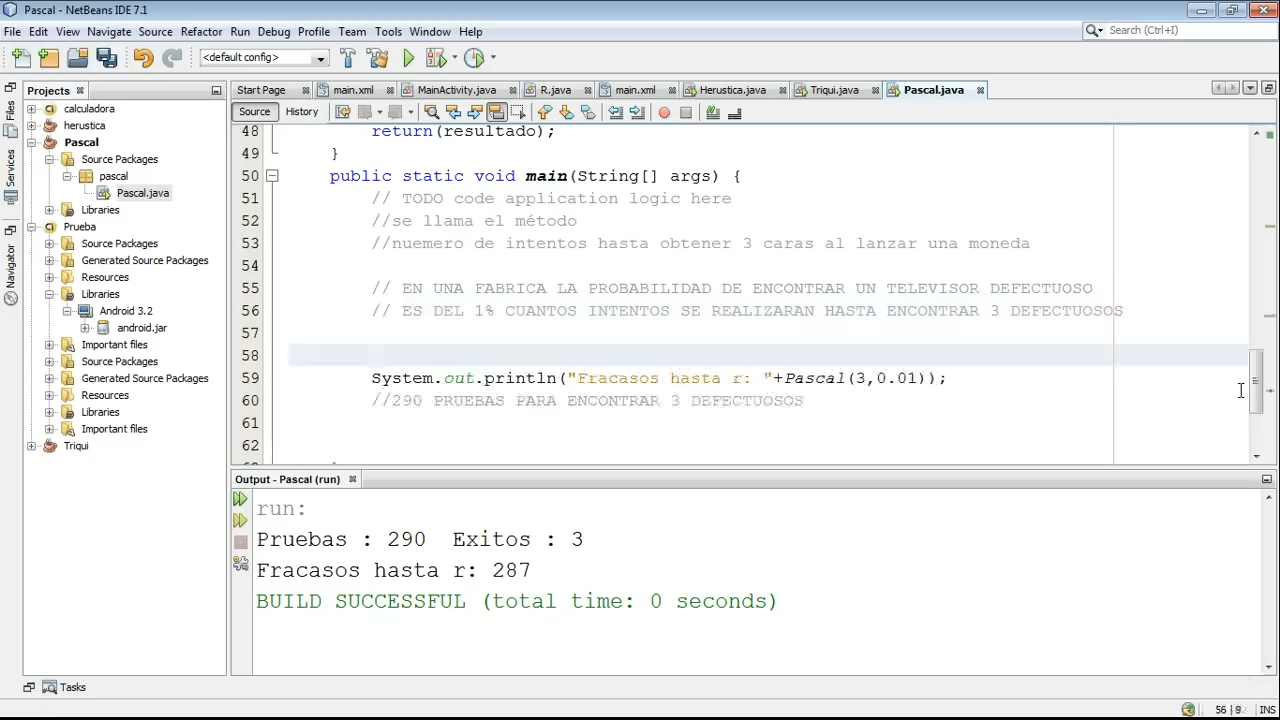 Pascal - NetBeans IDE 7.1
File Edit View Navigate Source Refactor Run Debug Profile Team Tools Window Help
Search (Ctrl+I)
<default config>
Projects
Start Page main.xml MainActivity.java R.java main.xml Herustica.java Triqui.java Pascal.java
Source History
Files
Services
Navigator
calculadora
herustica
Pascal
Source Packages
pascal
Pascal.java
Libraries
Prueba
Source Packages
Generated Source Packages
Resources
Libraries
Android 3.2
android.jar
Important files
Source Packages
Generated Source Packages
Resources
Libraries
Important files
Triqui
48 return(resultado);
49 }
50 public static void main(String[] args) {
51 // TODO code application logic here
52 //se llama el método
53 //nuemero de intentos hasta obtener 3 caras al lanzar una moneda
54
55 // EN UNA FABRICA LA PROBABILIDAD DE ENCONTRAR UN TELEVISOR DEFECTUOSO
56 // ES DEL 1% CUANTOS INTENTOS SE REALIZARAN HASTA ENCONTRAR 3 DEFECTUOSOS
57
58
59 System.out.println("Fracasos hasta r: "+Pascal(3,0.01));
60 //290 PRUEBAS PARA ENCONTRAR 3 DEFECTUOSOS
61
62
Output - Pascal (run)
run:
Pruebas : 290 Exitos : 3
Fracasos hasta r: 287
BUILD SUCCESSFUL (total time: 0 seconds)
Tasks
INS